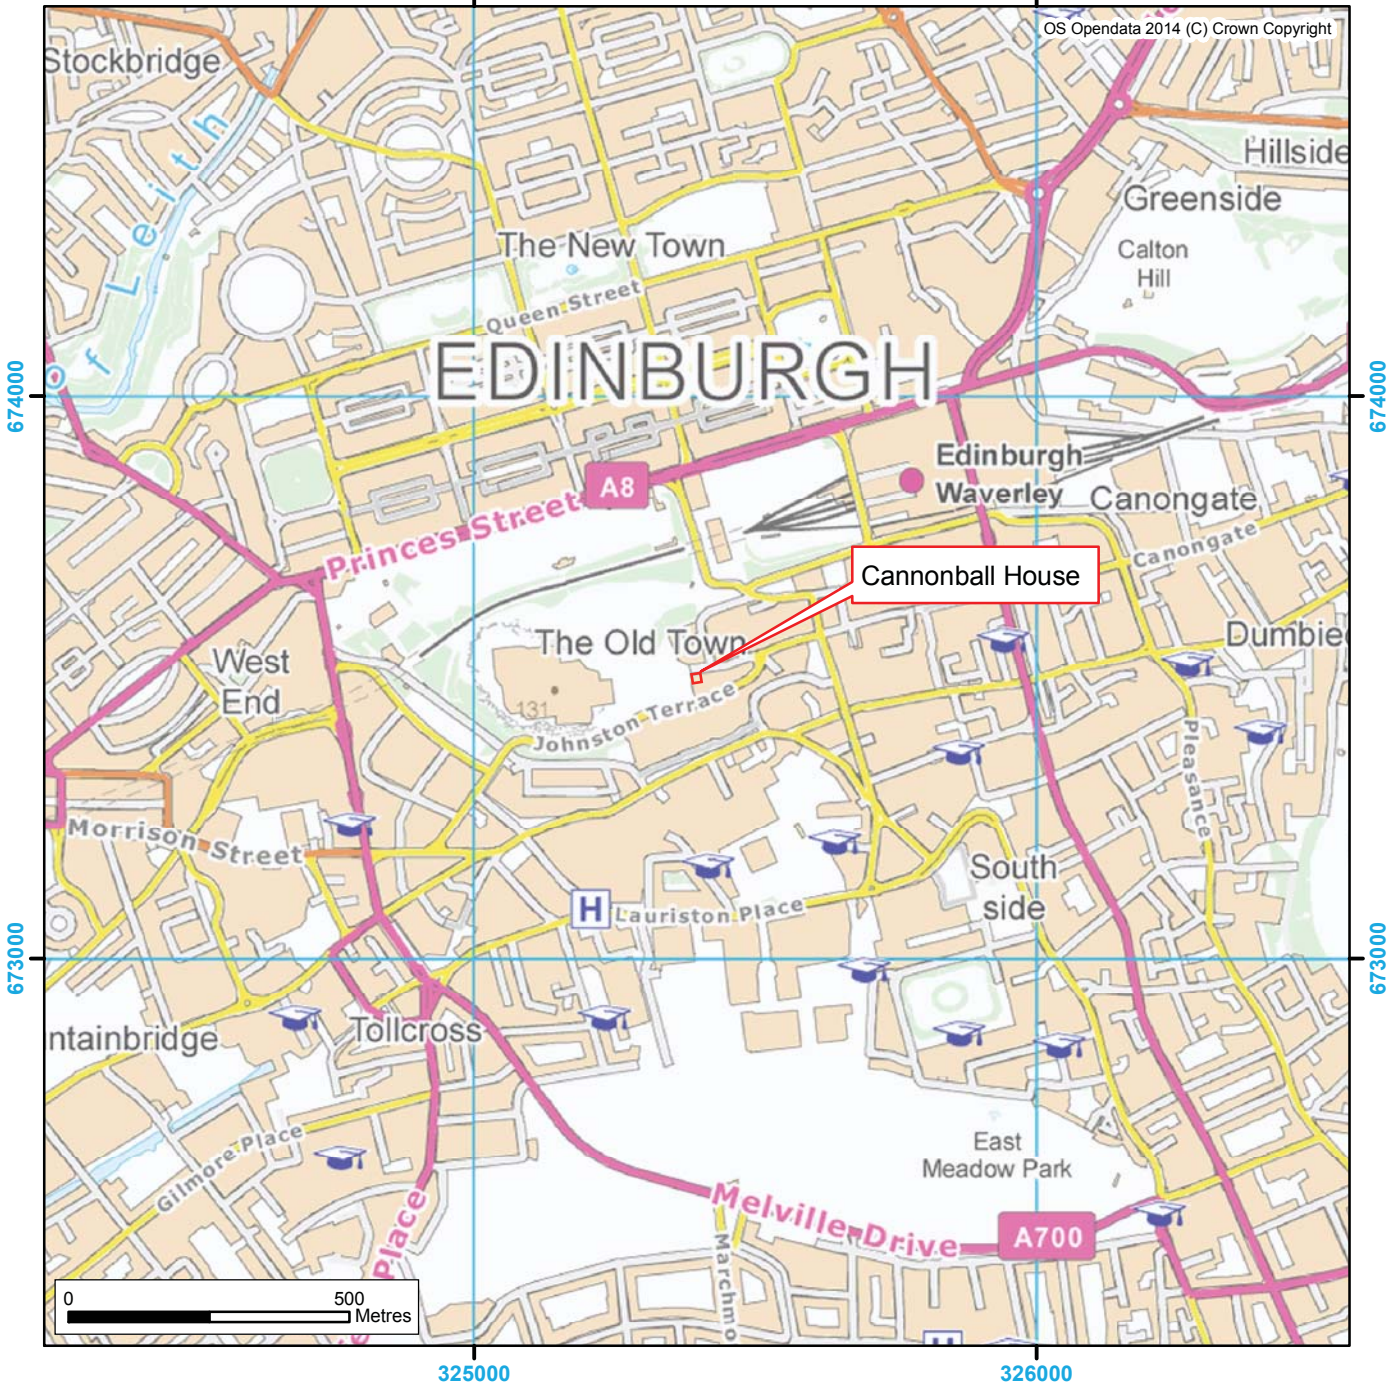 OS Opendata 2014 (C) Crown Copyright
Stockbridge
Hillside
Greenside
Leith
The New Town
Calton
Hill
Queen Street
of
EDINBURGH
674000
674000
Edinburgh
Waverley
A8
Canongate
Princes Street
Canongate
Cannonball House
The Old Town
Dumbie
West
End
131
Johnston Terrace
Pleasance
Morrison Street
South
side
H
Lauriston Place
673000
673000
ntainbridge
Tollcross
East
Meadow Park
Gilmore Place
Melville Drive
A700
Place
Marchmo
0
500
Metres
H
325000
326000